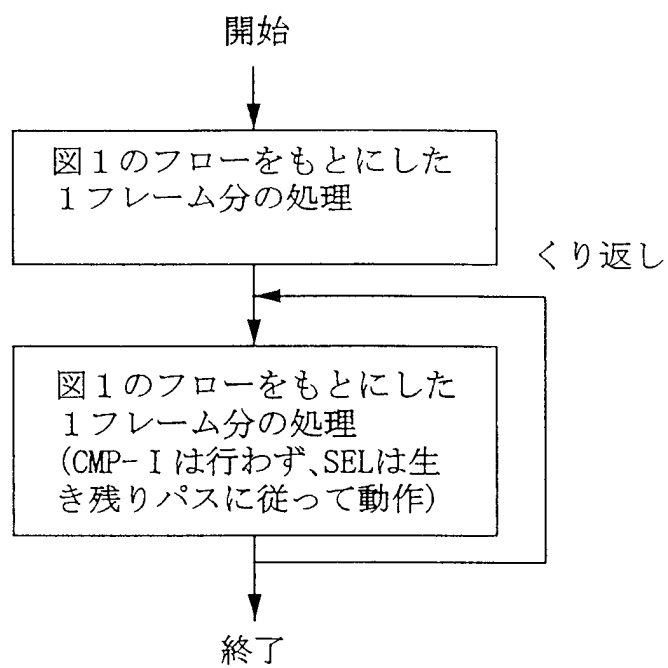 開始
図1のフローをもとにした
1フレーム分の処理
くり返し
図1のフローをもとにした
1フレーム分の処理
(CMP-Iは行わず、SELは生
き残りパスに従って動作)
終了